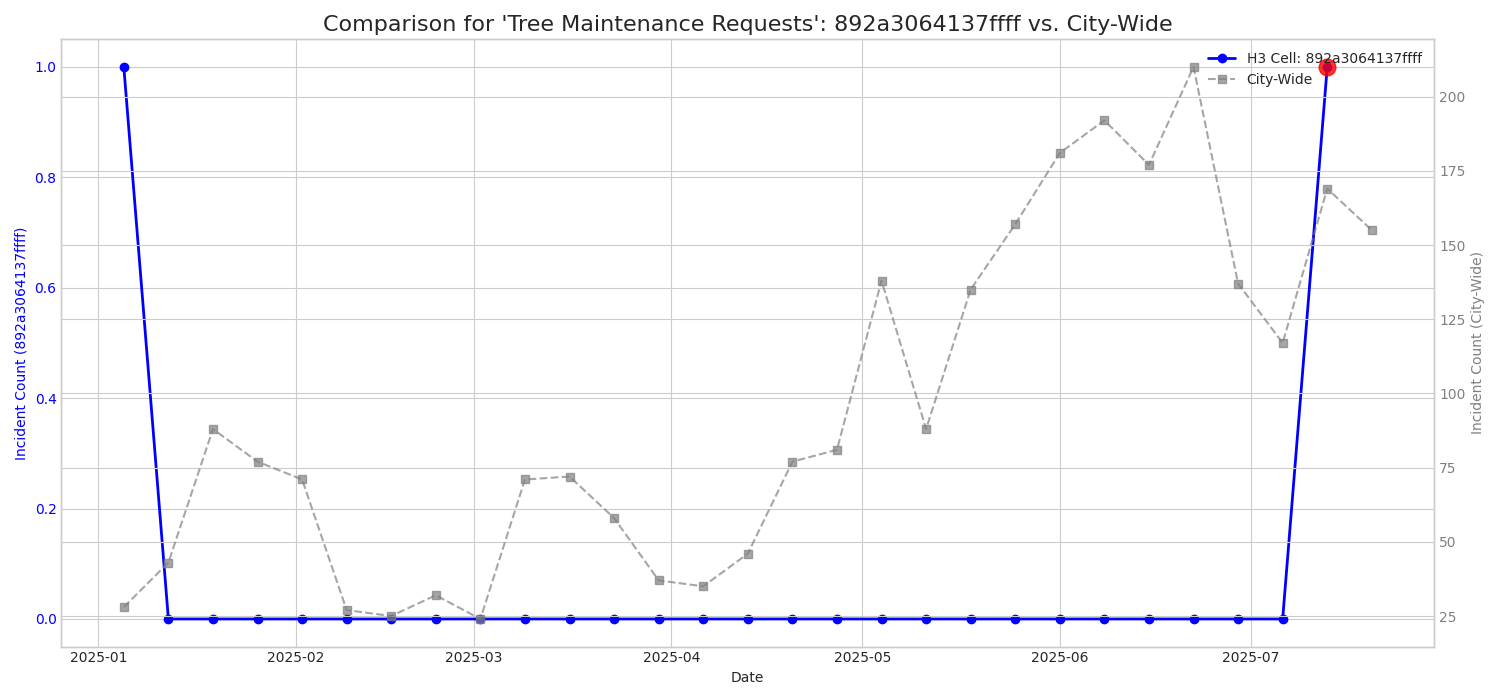 Comparison for 'Tree Maintenance Requests': 892a3064137ffff vs. City-Wide
H3 Cell: 892a3064137ffff
City-Wide
Incident Count (892a3064137ffff)
1.0
0.8
0.6
0.4
0.2
0.0
200
175
150
125
100
75
50
25
Incident Count (City-Wide)
2025-01 2025-02 2025-03 2025-04 2025-05 2025-06 2025-07
Date